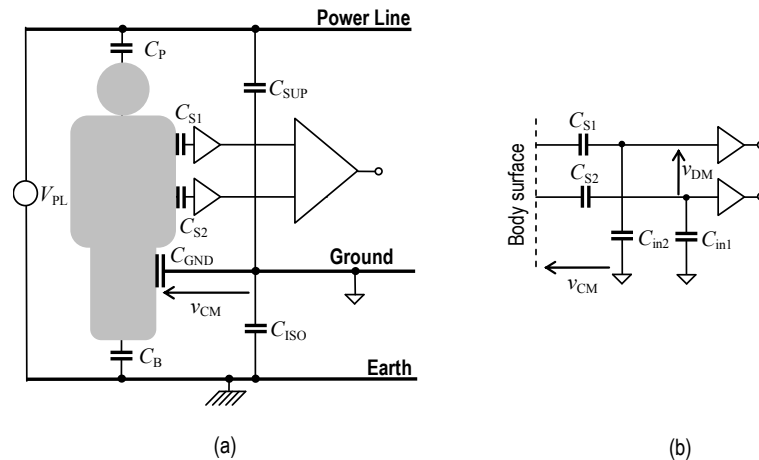 Power Line
C_P
C_SUP
C_S1
V_PL
C_S2
C_GND
Ground
v_CM
C_ISO
C_B
Earth
(a)
C_S1
C_S2
v_DM
Body surface
C_in2
C_in1
v_CM
(b)